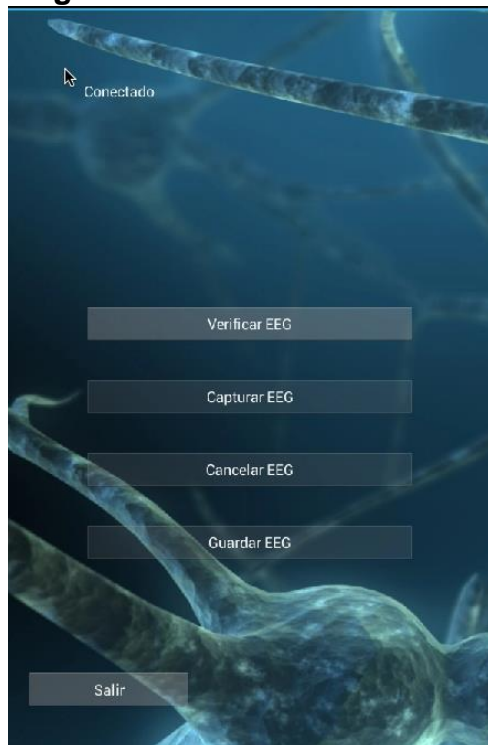 Conectado
Verificar EEG
Capturar EEG
Cancelar EEG
Guardar EEG
Salir